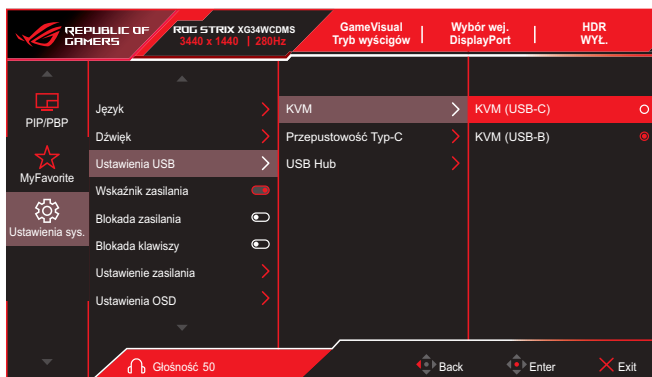 REPUBLIC OF
GAMERS
ROG STRIX XG34WCDMS
3440 x 1440 | 280Hz
GameVisual
Tryb wyścigów
Wybór wej.
DisplayPort
HDR
WYŁ.
PIP/PBP
MyFavorite
Ustawienia sys.
Język
Dźwięk
Ustawienia USB
Wskaźnik zasilania
Blokada zasilania
Blokada klawiszy
Ustawienie zasilania
Ustawienia OSD
KVM
Przepustowość Typ-C
USB Hub
KVM (USB-C)
KVM (USB-B)
Głośność 50
Back
Enter
Exit